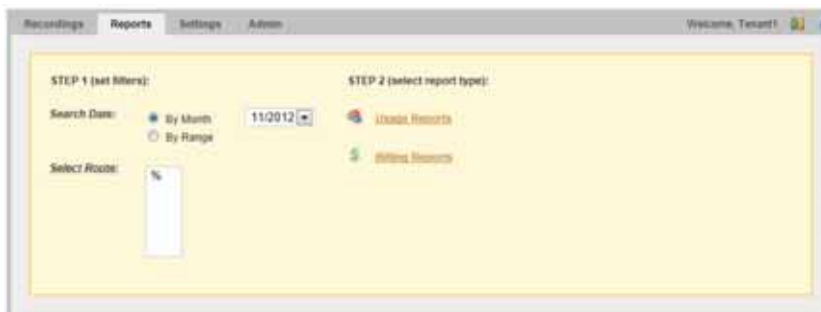 Recordings Reports Settings Admin Welcome, Tenant1
STEP 1 (set filters): STEP 2 (select report type):
Search Date: By Month 11/2012 Usage Reports
By Range
Billing Reports
Select Route: %